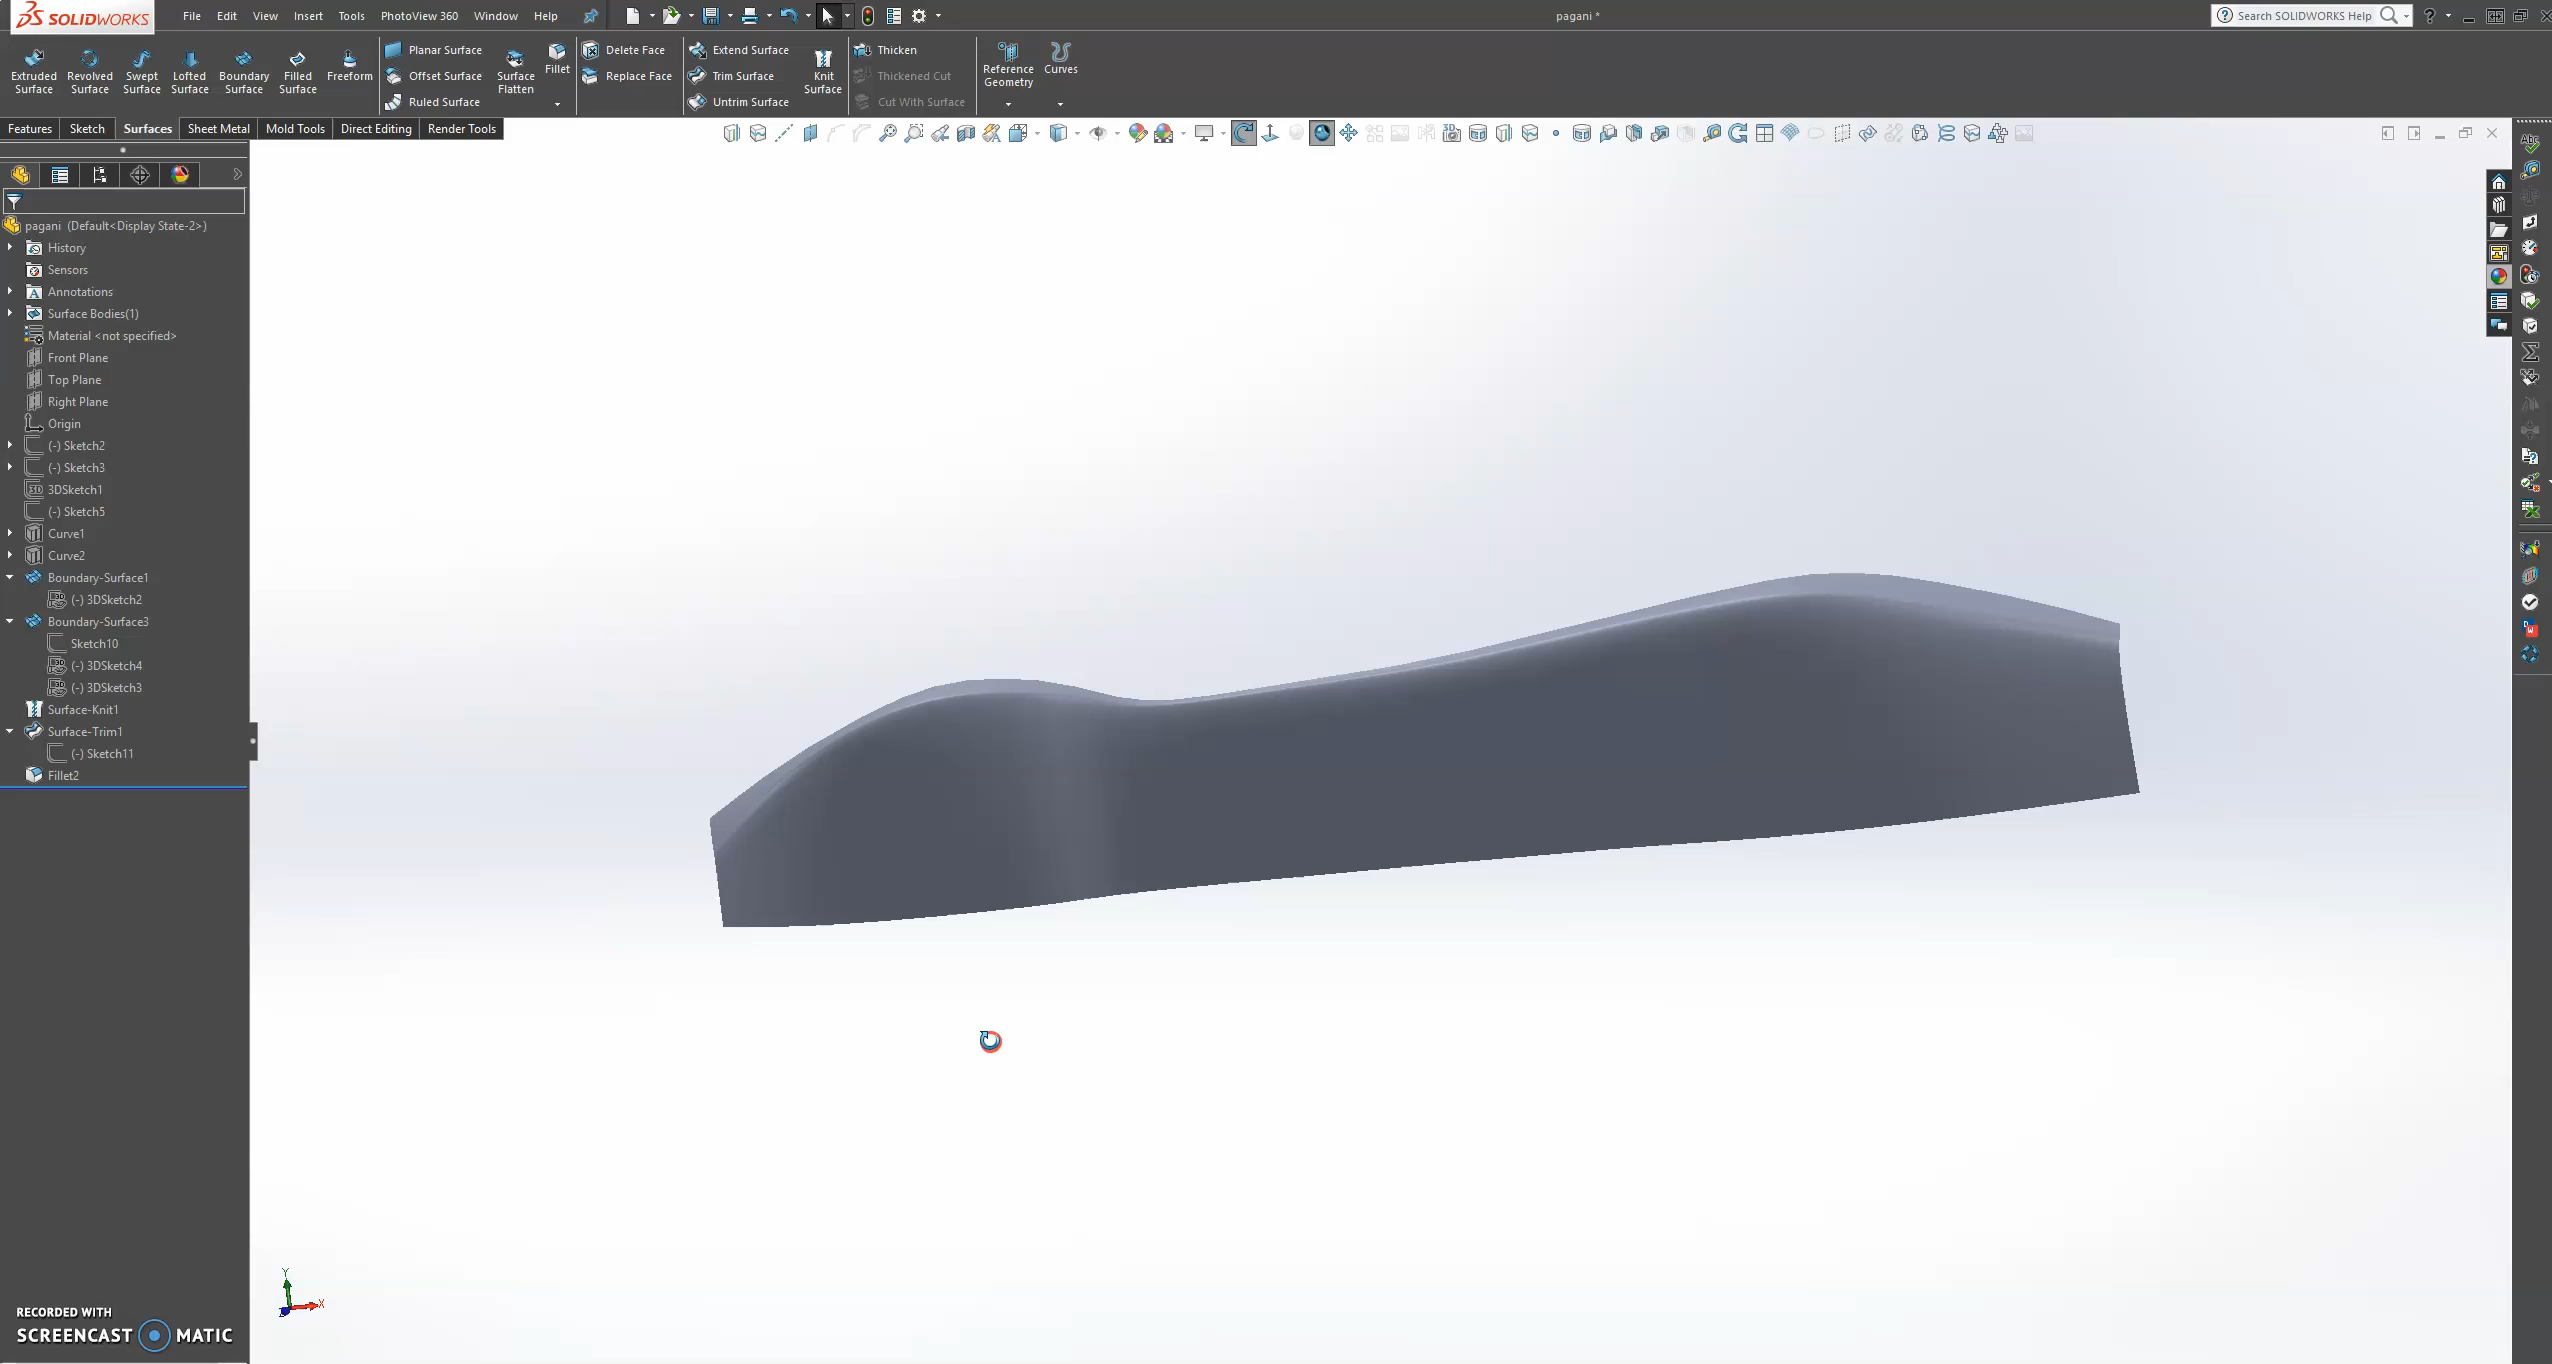 SOLIDWORKS File Edit View Insert Tools PhotoView 360 Window Help pagani * Search SOLIDWORKS Help
Extruded Surface
Revolved Surface
Swept Surface
Lofted Surface
Boundary Surface
Filled Surface
Freeform
Planar Surface
Offset Surface
Ruled Surface
Surface Flatten
Fillet
Delete Face
Replace Face
Extend Surface
Trim Surface
Untrim Surface
Knit Surface
Thicken
Thickened Cut
Cut With Surface
Reference Geometry
Curves
Features Sketch Surfaces Sheet Metal Mold Tools Direct Editing Render Tools
pagani (Default<Display State-2>)
History
Sensors
Annotations
Surface Bodies(1)
Material <not specified>
Front Plane
Top Plane
Right Plane
Origin
(-) Sketch2
(-) Sketch3
3DSketch1
(-) Sketch5
Curve1
Curve2
Boundary-Surface1
(-) 3DSketch2
Boundary-Surface3
Sketch10
(-) 3DSketch4
(-) 3DSketch3
Surface-Knit1
Surface-Trim1
(-) Sketch11
Fillet2
Y
X
RECORDED WITH
SCREENCAST MATIC